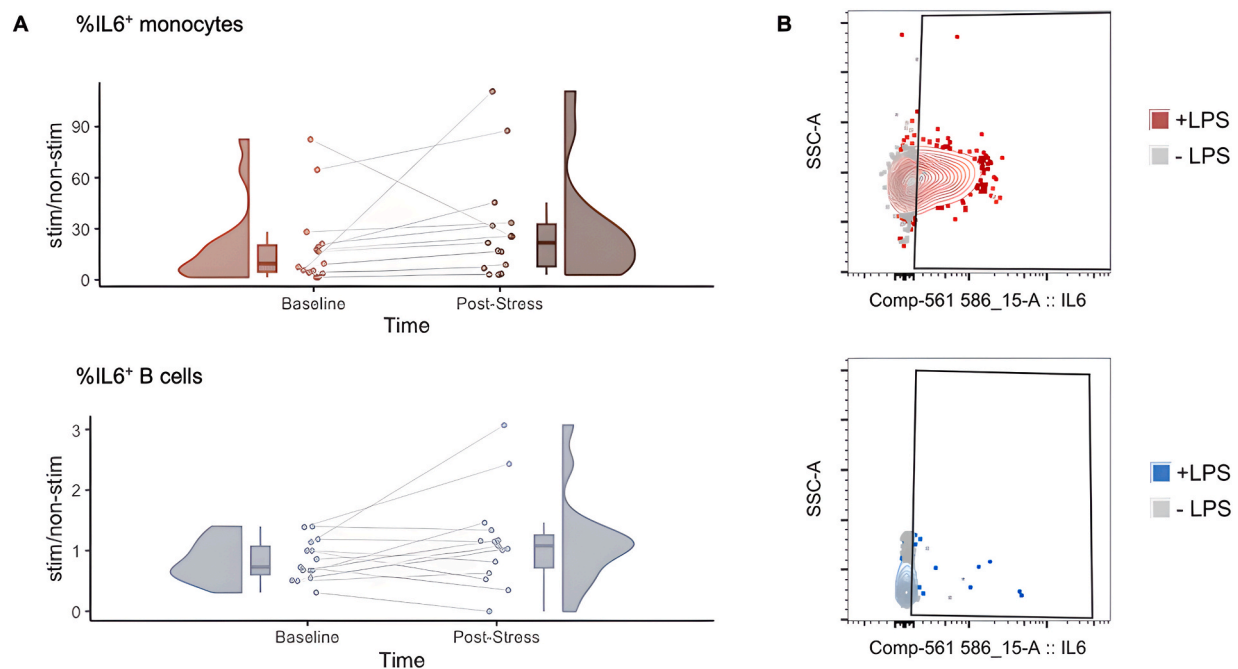 A
%IL6⁺ monocytes
stim/non-stim
90
60
30
0
Baseline
Post-Stress
Time
B
SSC-A
Comp-561 586_15-A :: IL6
+LPS
- LPS
%IL6⁺ B cells
stim/non-stim
3
2
1
0
Baseline
Post-Stress
Time
SSC-A
Comp-561 586_15-A :: IL6
+LPS
- LPS